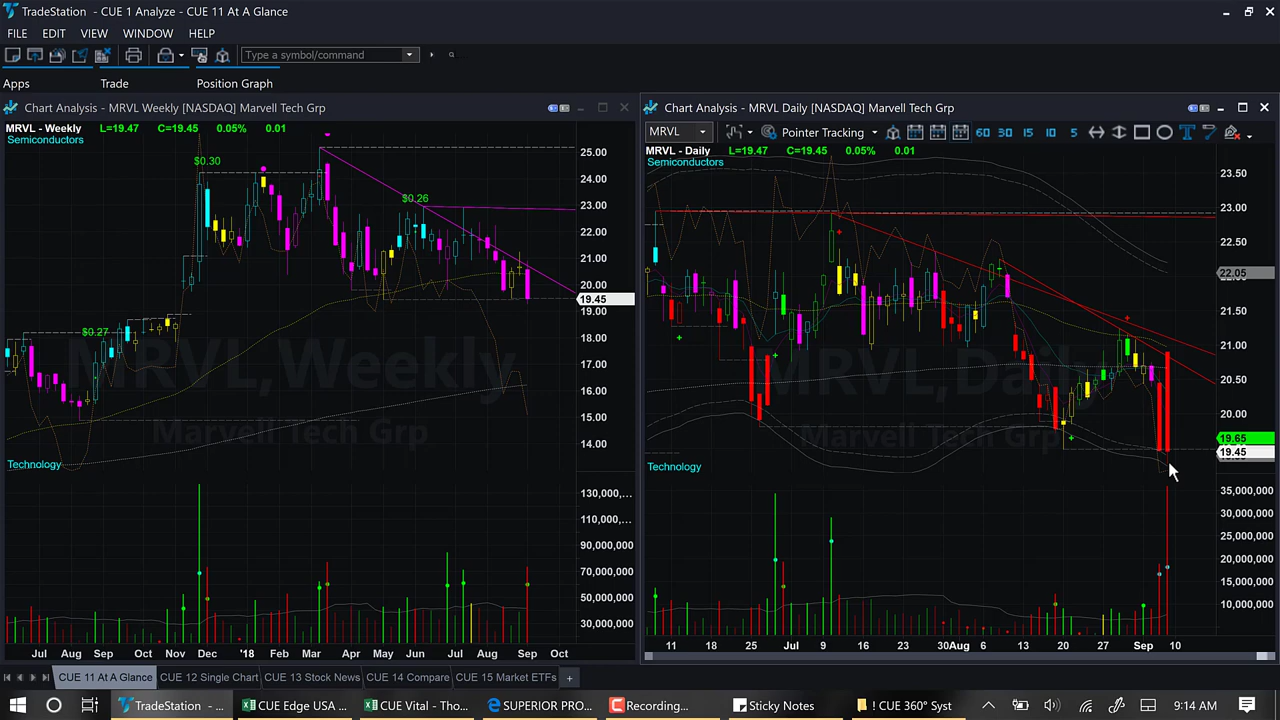 TradeStation - CUE 1 Analyze - CUE 11 At A Glance
FILE EDIT VIEW WINDOW HELP
Type a symbol/command
Apps Trade Position Graph
Chart Analysis - MRVL Weekly [NASDAQ] Marvell Tech Grp
MRVL - Weekly L=19.47 C=19.45 0.05% 0.01
Semiconductors
$0.30
$0.26
$0.27
25.00
24.00
23.00
22.00
21.00
20.00
19.45
19.00
18.00
17.00
16.00
15.00
14.00
MRVL,Weekly
Marvell Tech Grp
Technology
130,000,...
110,000,...
90,000,000
70,000,000
50,000,000
30,000,000
Jul Aug Sep Oct Nov Dec '18 Feb Mar Apr May Jun Jul Aug Sep Oct
Chart Analysis - MRVL Daily [NASDAQ] Marvell Tech Grp
MRVL Pointer Tracking 60 30 15 10 5
MRVL - Daily L=19.47 C=19.45 0.05% 0.01
Semiconductors
23.50
23.00
22.50
22.05
21.50
21.00
20.50
20.00
19.65
19.45
Marvell Tech Grp
Technology
35,000,000
30,000,000
25,000,000
20,000,000
15,000,000
10,000,000
11 18 25 Jul 9 16 23 30 Aug 6 13 20 27 Sep 10
CUE 11 At A Glance CUE 12 Single Chart CUE 13 Stock News CUE 14 Compare CUE 15 Market ETFs +
TradeStation - ... CUE Edge USA ... CUE Vital - Tho... SUPERIOR PRO... Recording... Sticky Notes ! CUE 360° Syst 9:14 AM